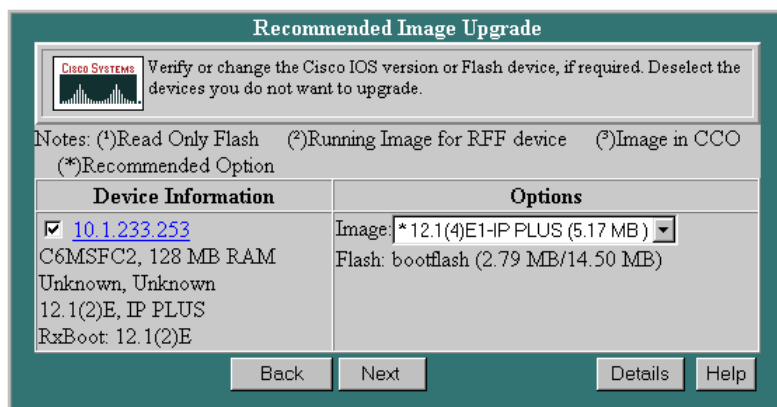 Recommended Image Upgrade
CISCO SYSTEMS
Verify or change the Cisco IOS version or Flash device, if required. Deselect the
devices you do not want to upgrade.
Notes: (¹)Read Only Flash (²)Running Image for RFF device (³)Image in CCO
(*)Recommended Option
Device Information
Options
10.1.233.253
C6MSFC2, 128 MB RAM
Unknown, Unknown
12.1(2)E, IP PLUS
RxBoot: 12.1(2)E
Image: * 12.1(4)E1-IP PLUS (5.17 MB )
Flash: bootflash (2.79 MB/14.50 MB)
Back Next Details Help